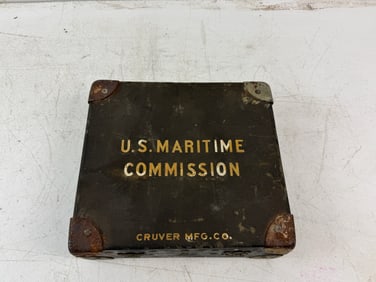 U.S. MARITIME
COMMISSION
CRUVER MFG. CO.